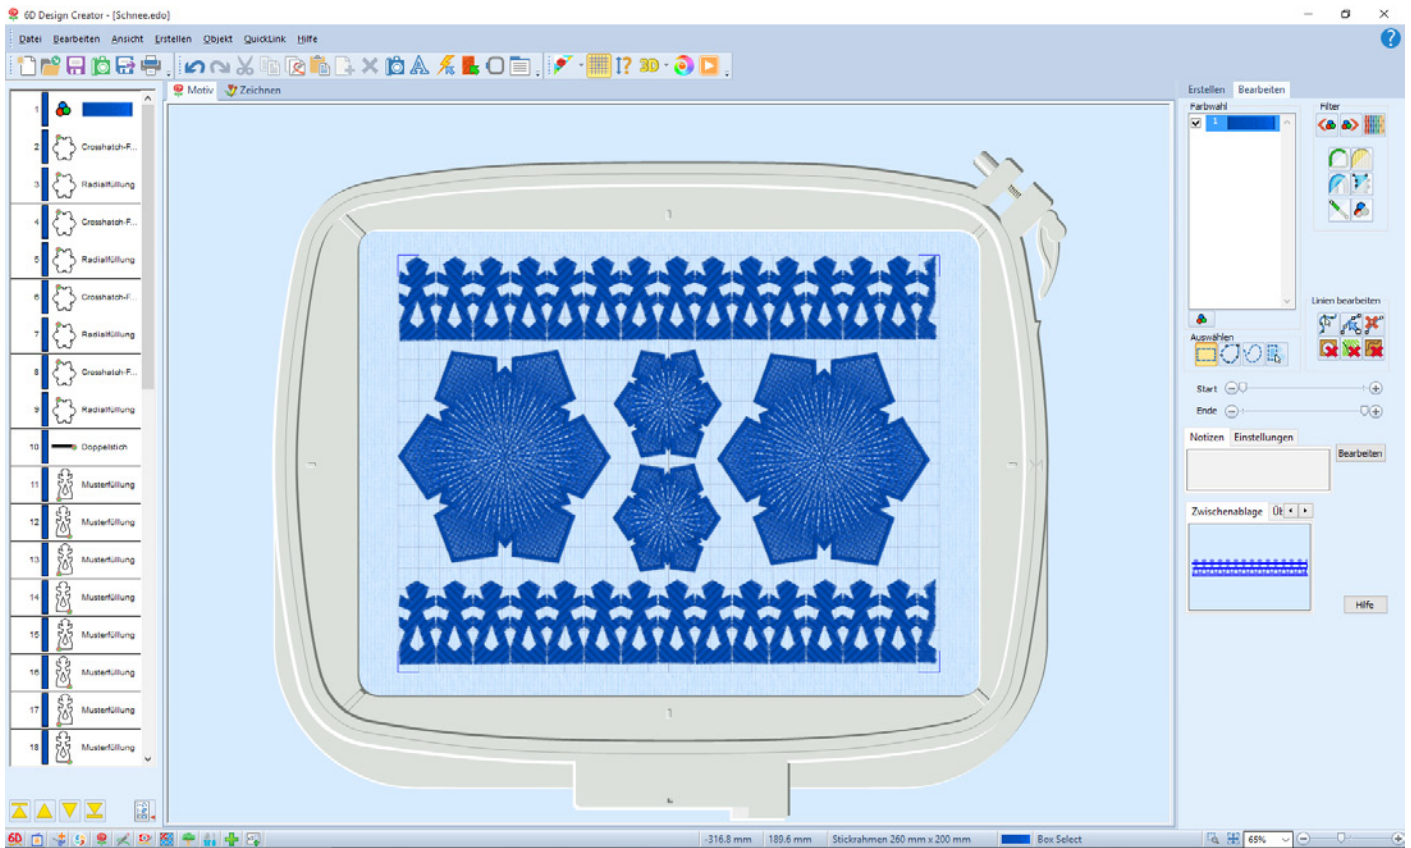 6D Design Creator - [Schnee.edo]
Datei Bearbeiten Ansicht Erstellen Objekt QuickLink Hilfe
3D
Motiv Zeichnen
1
2 Crosshatch-F...
3 Radialfüllung
4 Crosshatch-F...
5 Radialfüllung
6 Crosshatch-F...
7 Radialfüllung
8 Crosshatch-F...
9 Radialfüllung
10 Doppelstich
11 Musterfüllung
12 Musterfüllung
13 Musterfüllung
14 Musterfüllung
15 Musterfüllung
16 Musterfüllung
17 Musterfüllung
18 Musterfüllung
Erstellen Bearbeiten
Farbwahl
1
Filter
Linien bearbeiten
Auswählen
Start
Ende
Notizen Einstellungen
Bearbeiten
Zwischenablage
Hilfe
6D
-316.8 mm 189.6 mm Stickrahmen 260 mm x 200 mm Box Select 65%